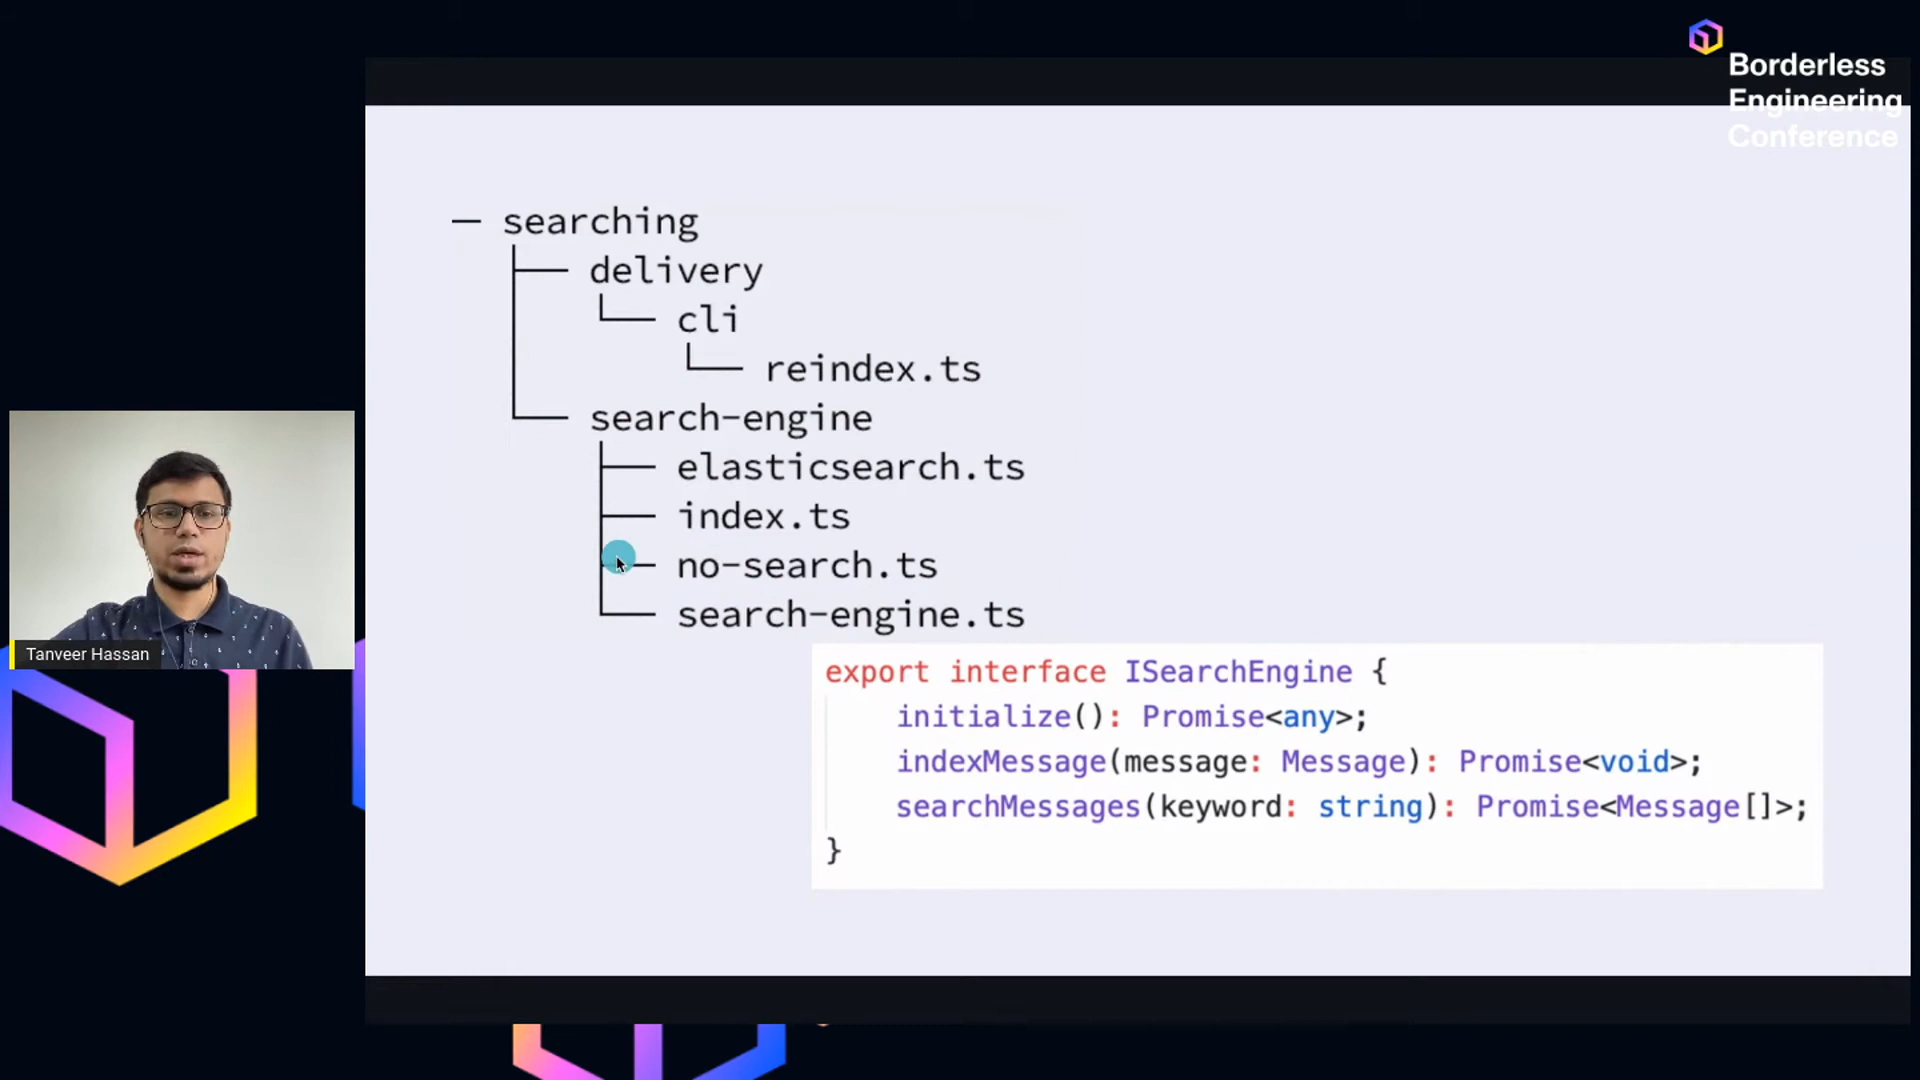 Borderless
Engineering
Conference
— searching
├── delivery
└── cli
└── reindex.ts
└── search-engine
├── elasticsearch.ts
├── index.ts
├── no-search.ts
└── search-engine.ts
export interface ISearchEngine {
initialize(): Promise<any>;
indexMessage(message: Message): Promise<void>;
searchMessages(keyword: string): Promise<Message[]>;
}
Tanveer Hassan